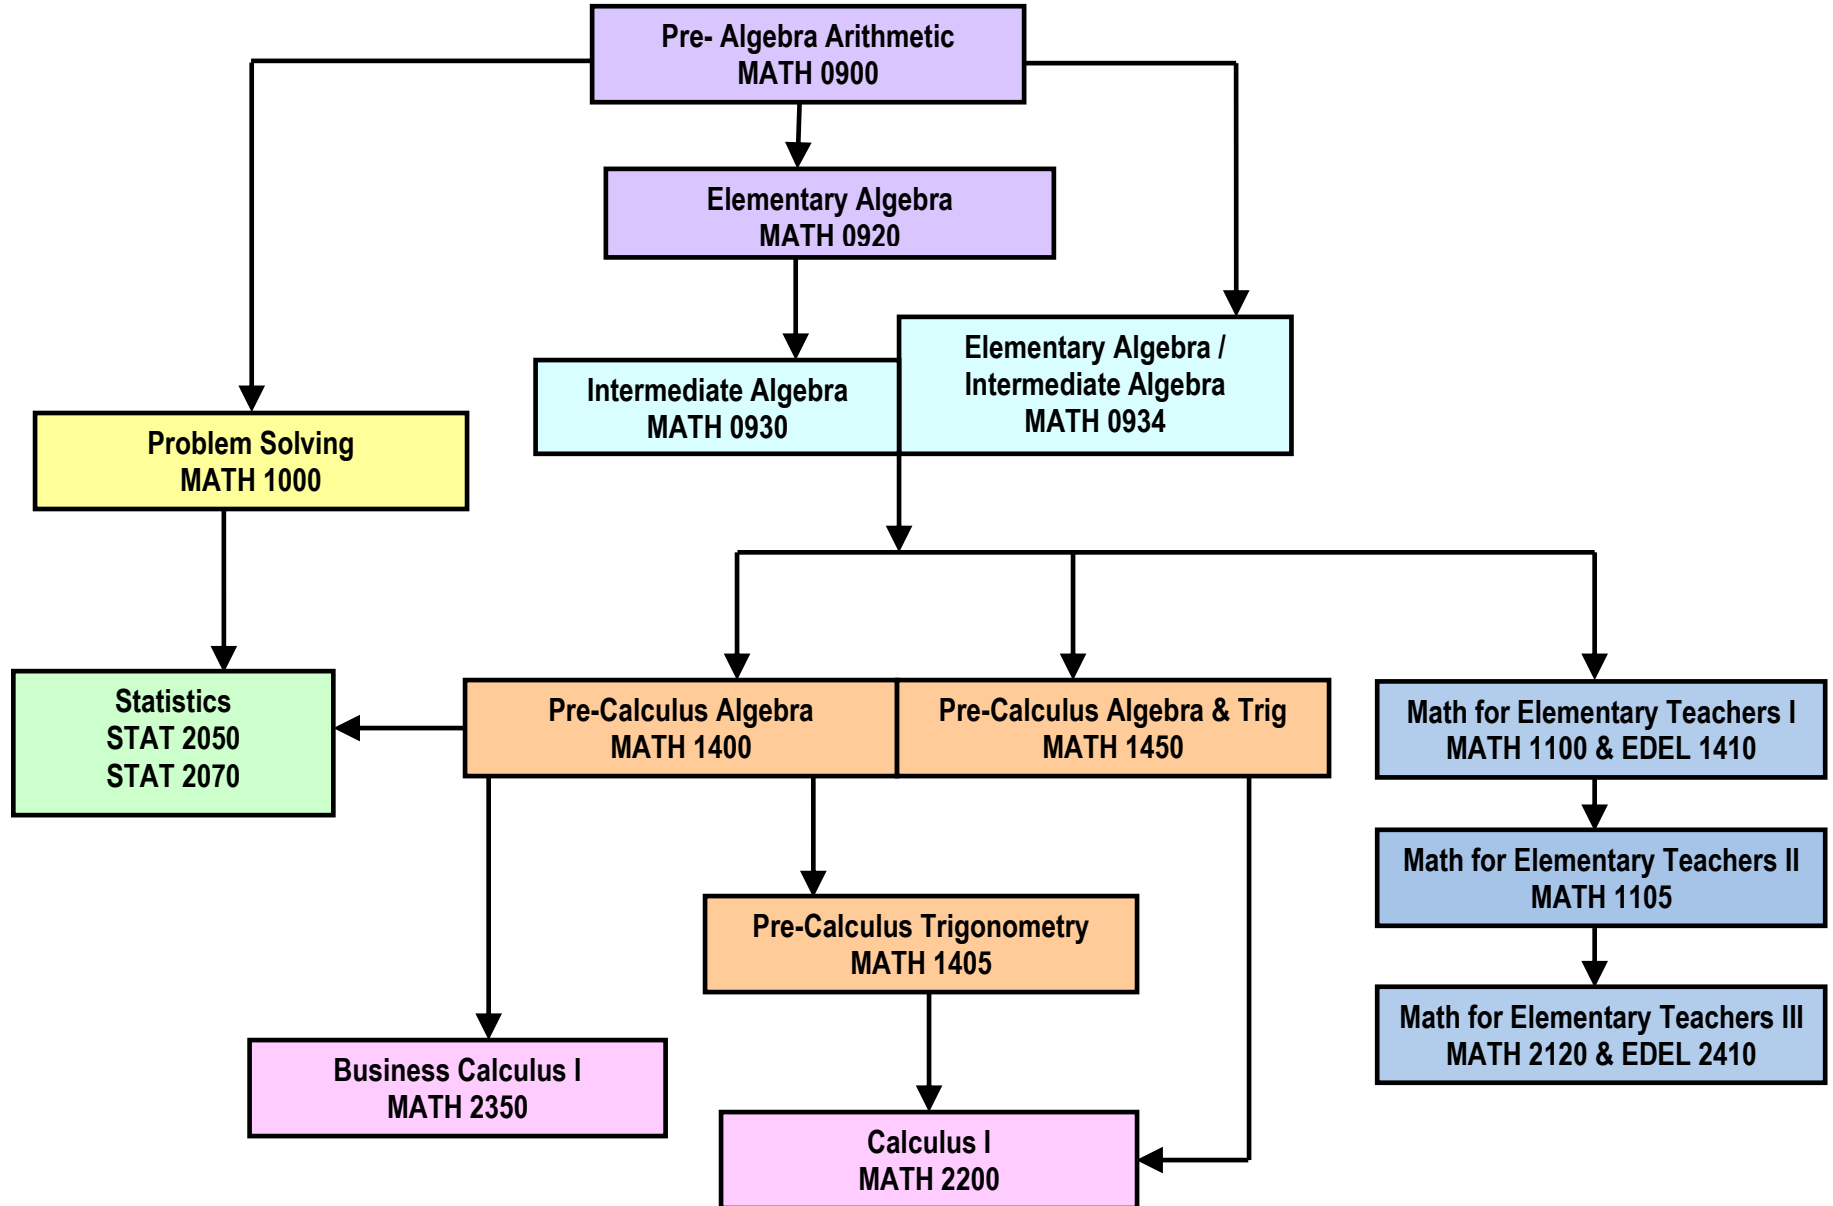 Pre- Algebra Arithmetic
MATH 0900
Elementary Algebra
MATH 0920
Elementary Algebra /
Intermediate Algebra
MATH 0934
Intermediate Algebra
MATH 0930
Problem Solving
MATH 1000
Statistics
STAT 2050
STAT 2070
Pre-Calculus Algebra
MATH 1400
Pre-Calculus Algebra & Trig
MATH 1450
Math for Elementary Teachers I
MATH 1100 & EDEL 1410
Math for Elementary Teachers II
MATH 1105
Pre-Calculus Trigonometry
MATH 1405
Math for Elementary Teachers III
MATH 2120 & EDEL 2410
Business Calculus I
MATH 2350
Calculus I
MATH 2200